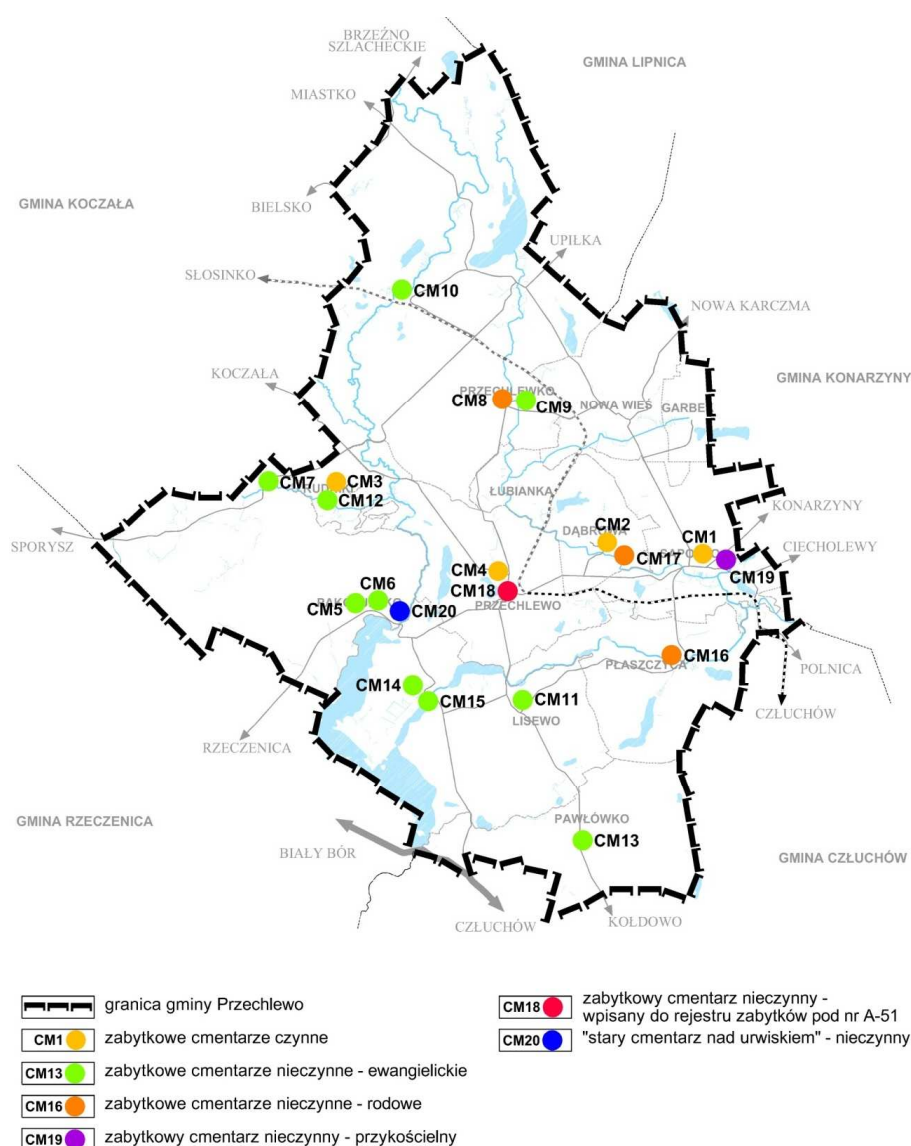 BRZEŹNO
SZLACHECKIE
GMINA LIPNICA
MIASTKO
GMINA KOCZAŁA
BIELSKO
UPIŁKA
SŁOSINKO
CM10
NOWA KARCZMA
KOCZAŁA
GMINA KONARZYNY
PRZECHLEWKO
CM8
CM9
NOWA WIEŚ
GARBE
CM7
CM3
CM12
ŁUBIANKA
KONARZYNY
SPORYSZ
CM2
DĄBROWA
CM1
CIECHOLEWY
CM17
CM19
CM4
CM18
PRZECHLEWO
CM6
CM5
CM20
CM16
PŁASZCZYCA
POLNICA
CM14
CM15
CM11
LISEWO
CZŁUCHÓW
RZECZENICA
GMINA RZECZENICA
PAWŁÓWKO
CM13
BIAŁY BÓR
GMINA CZŁUCHÓW
CZŁUCHÓW
KOŁDOWO
granica gminy Przechlewo
CM1 zabytkowe cmentarze czynne
CM13 zabytkowe cmentarze nieczynne - ewangielickie
CM16 zabytkowe cmentarze nieczynne - rodowe
CM19 zabytkowy cmentarz nieczynny - przykościelny
CM18 zabytkowy cmentarz nieczynny -
wpisany do rejestru zabytków pod nr A-51
CM20 "stary cmentarz nad urwiskiem" - nieczynny